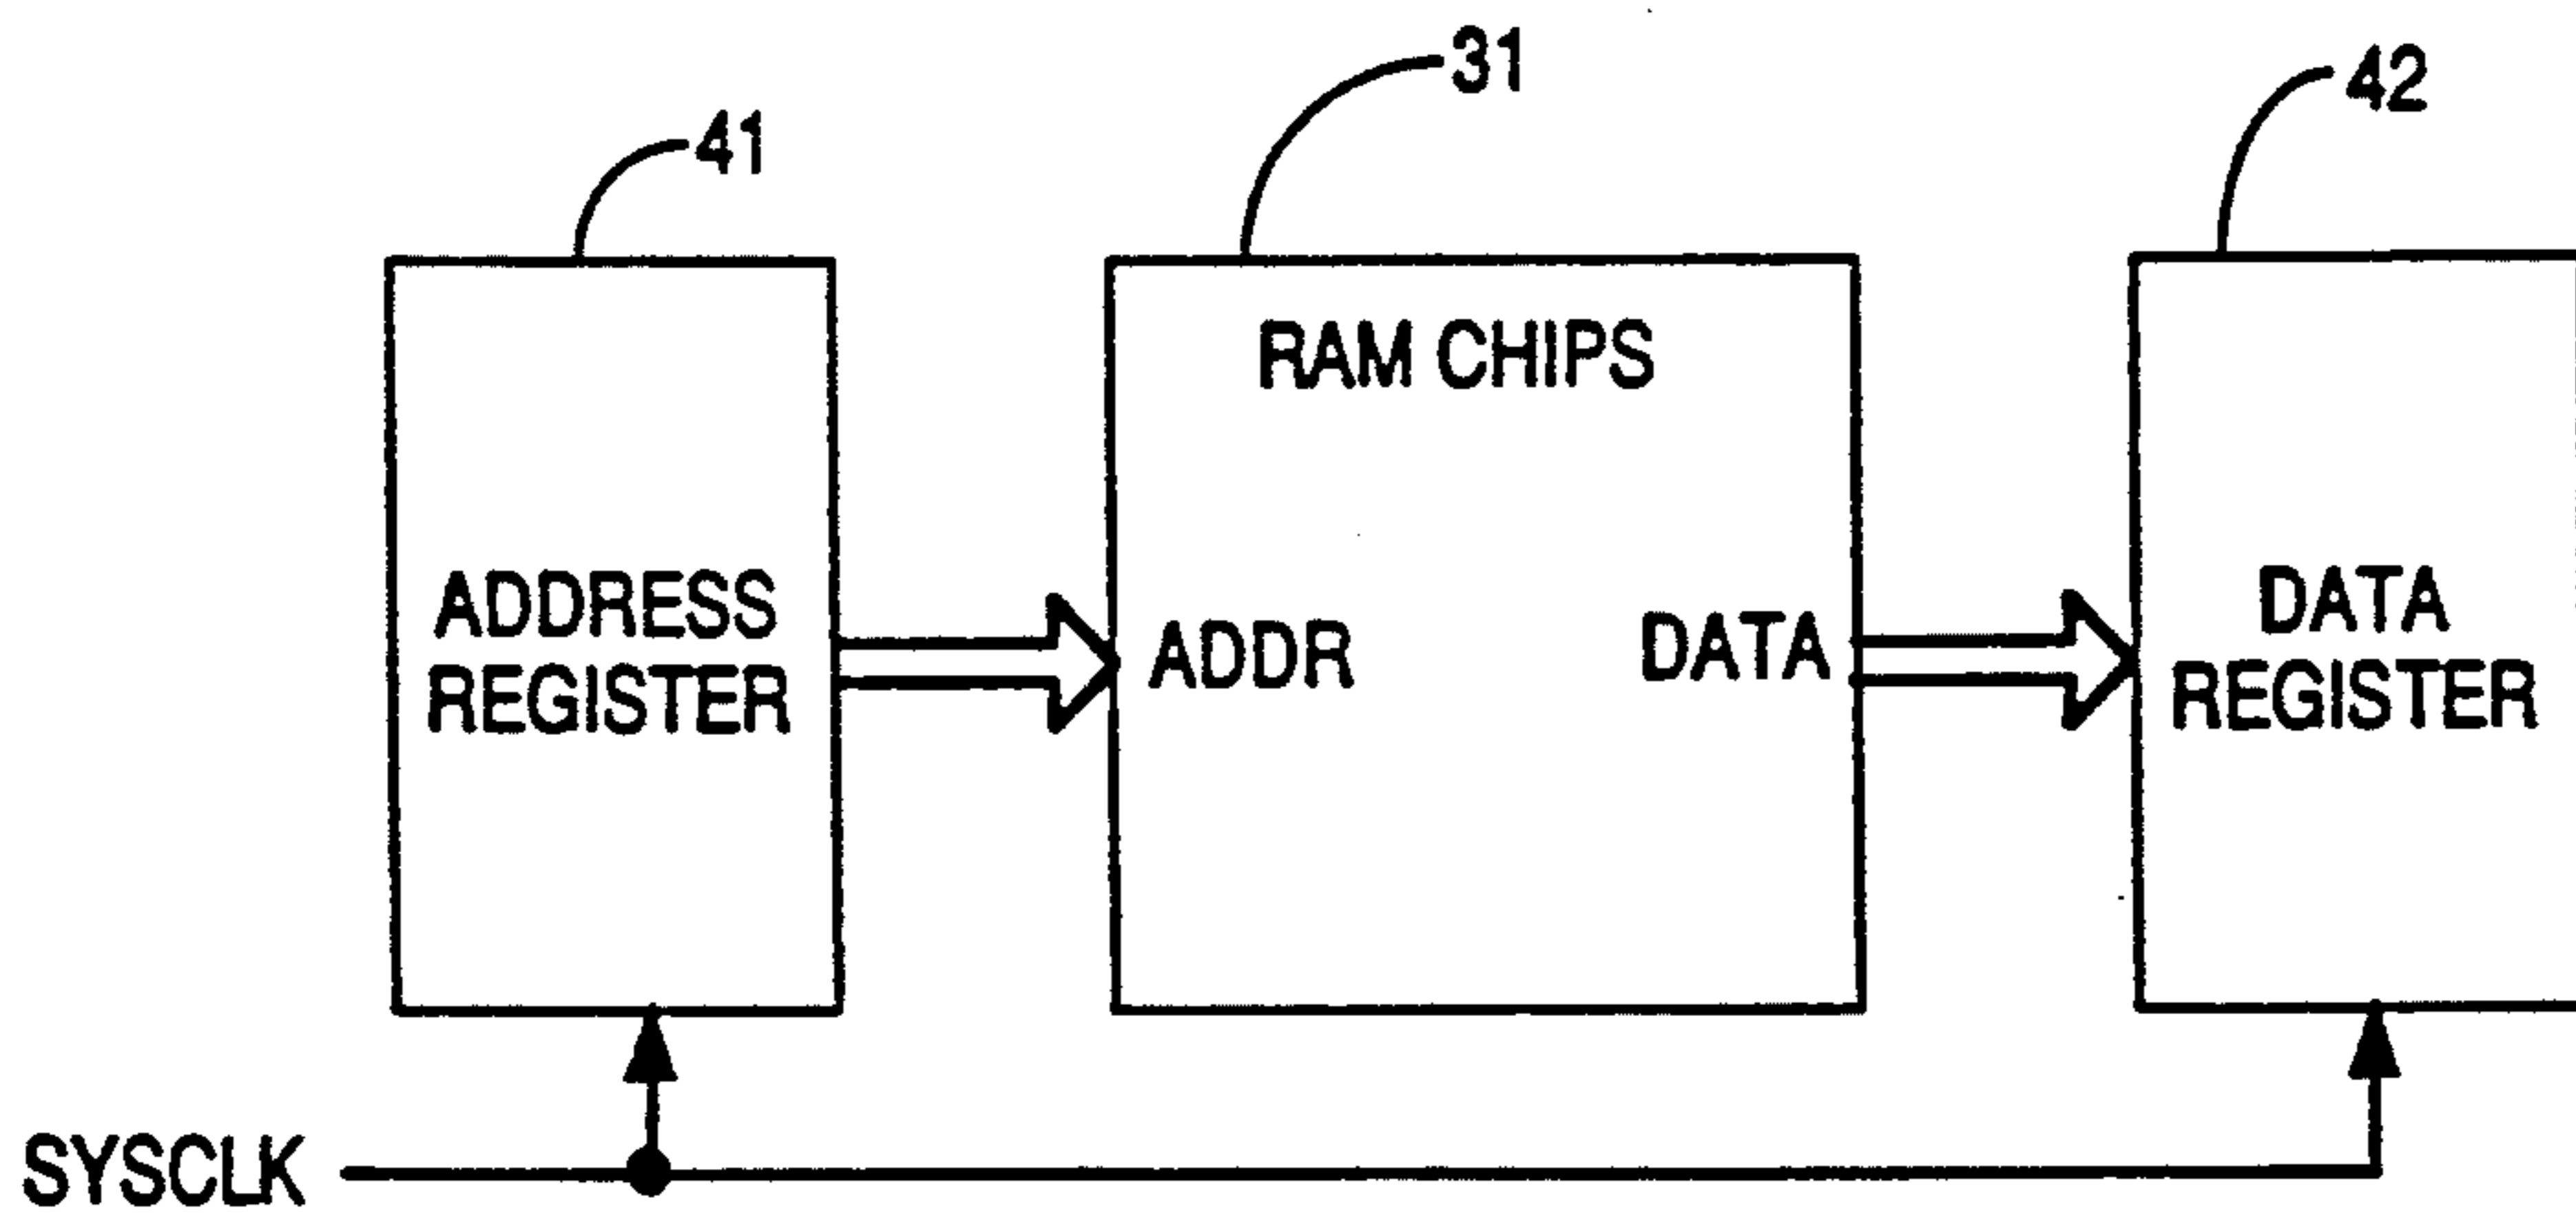 41
31
42
RAM CHIPS
ADDRESS
REGISTER
ADDR
DATA
DATA
REGISTER
SYSCLK